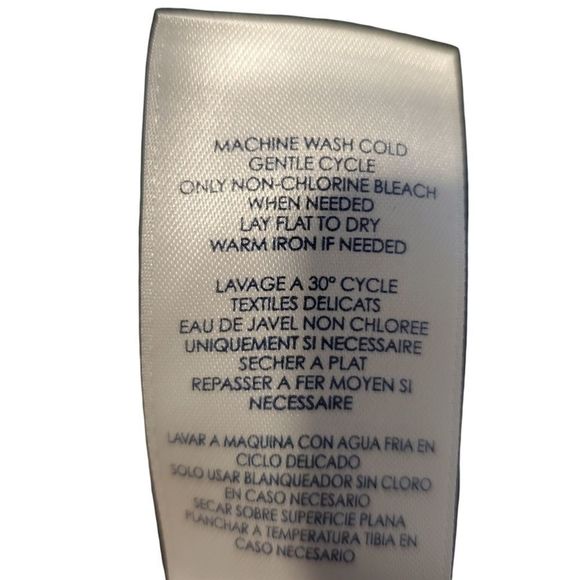 MACHINE WASH COLD
GENTLE CYCLE
ONLY NON-CHLORINE BLEACH
WHEN NEEDED
LAY FLAT TO DRY
WARM IRON IF NEEDED
LAVAGE A 30° CYCLE
TEXTILES DELICATS
EAU DE JAVEL NON CHLOREE
UNIQUEMENT SI NECESSAIRE
SECHER A PLAT
REPASSER A FER MOYEN SI
NECESSAIRE
LAVAR A MAQUINA CON AGUA FRIA EN
CICLO DELICADO
SOLO USAR BLANQUEADOR SIN CLORO
EN CASO NECESARIO
SECAR SOBRE SUPERFICIE PLANA
PLANCHAR A TEMPERATURA TIBIA EN
CASO NECESARIO